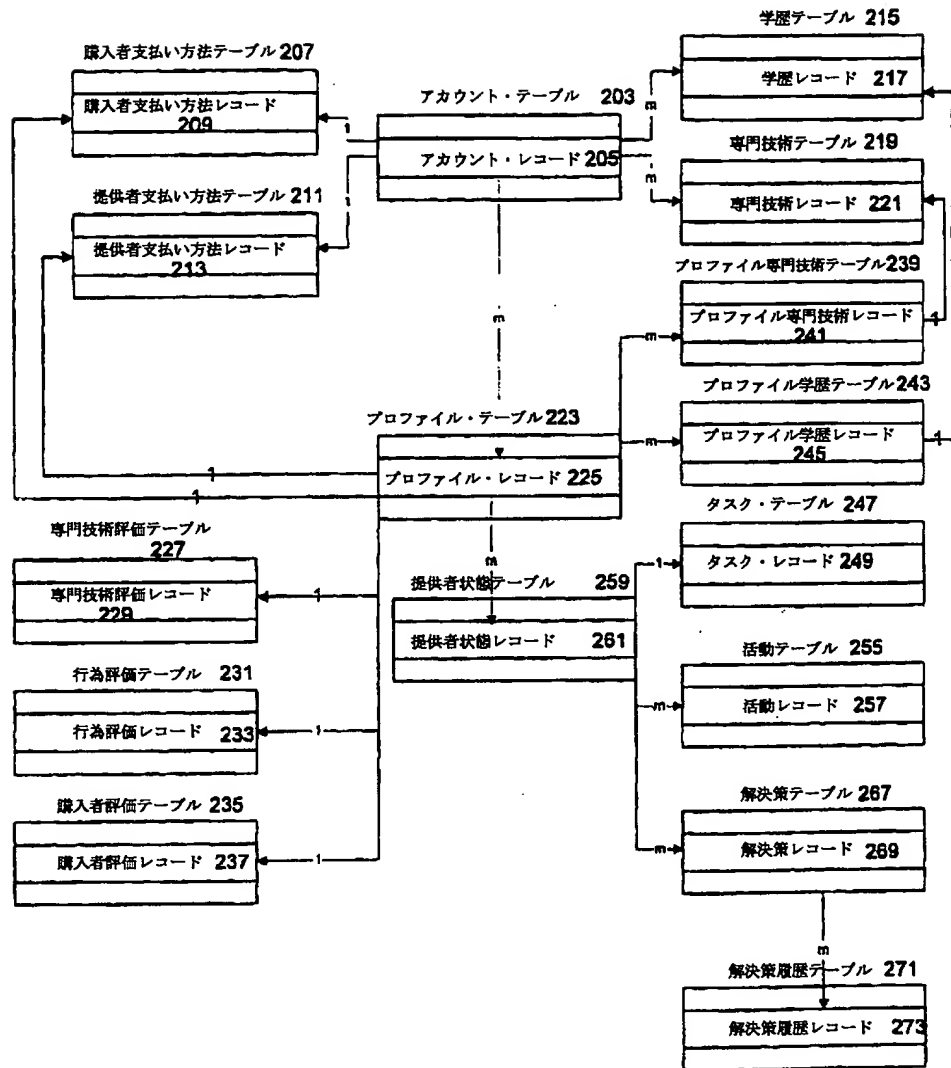 学歴テーブル 215
学歴レコード 217
購入者支払い方法テーブル 207
購入者支払い方法レコード
209
アカウント・テーブル 203
アカウント・レコード 205
1
1
m
m
m
専門技術テーブル 219
専門技術レコード 221
提供者支払い方法テーブル 211
提供者支払い方法レコード
213
プロファイル専門技術テーブル239
プロファイル専門技術レコード
241
1
m
プロファイル学歴テーブル 243
プロファイル学歴レコード
245
1
m
プロファイル・テーブル 223
プロファイル・レコード 225
1
1
m
タスク・テーブル 247
タスク・レコード 249
1
専門技術評価テーブル
227
専門技術評価レコード
229
1
提供者状態テーブル 259
提供者状態レコード 261
活動テーブル 255
活動レコード 257
m
行為評価テーブル 231
行為評価レコード 233
1
購入者評価テーブル 235
購入者評価レコード 237
1
解決策テーブル 267
解決策レコード 269
m
m
解決策履歴テーブル 271
解決策履歴レコード 273